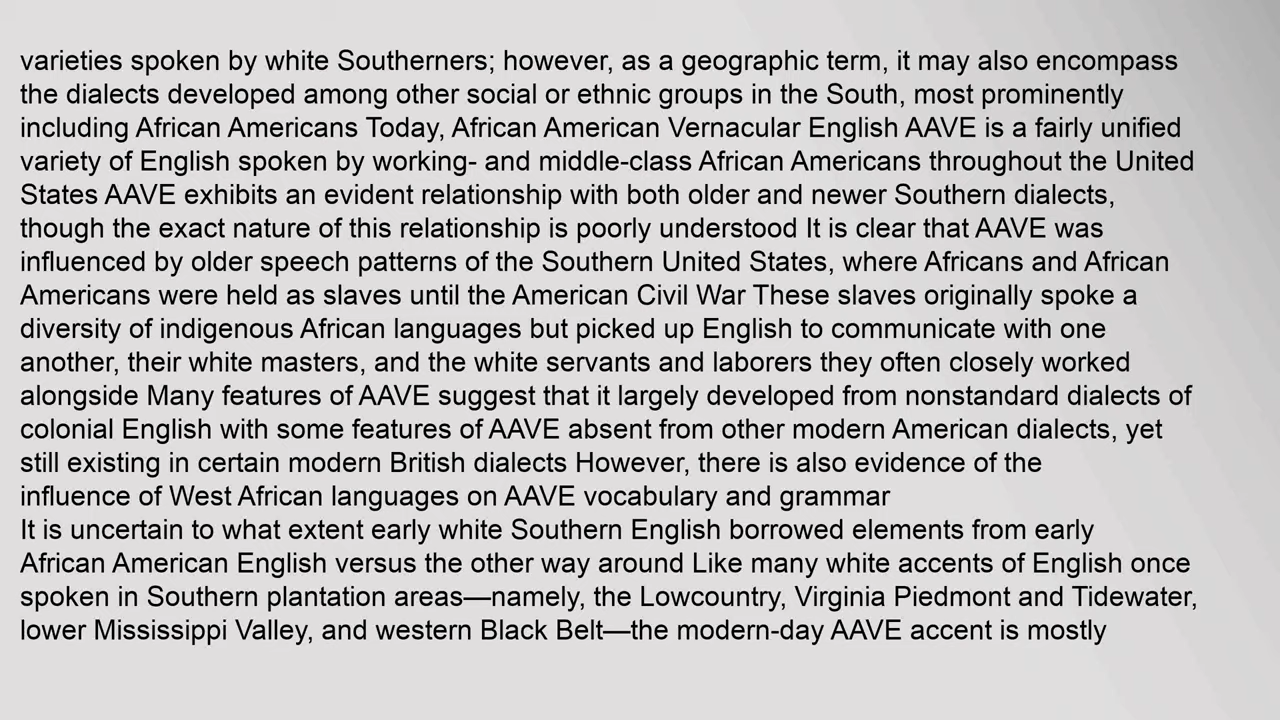 varieties spoken by white Southerners; however, as a geographic term, it may also encompass
the dialects developed among other social or ethnic groups in the South, most prominently
including African Americans Today, African American Vernacular English AAVE is a fairly unified
variety of English spoken by working- and middle-class African Americans throughout the United
States AAVE exhibits an evident relationship with both older and newer Southern dialects,
though the exact nature of this relationship is poorly understood It is clear that AAVE was
influenced by older speech patterns of the Southern United States, where Africans and African
Americans were held as slaves until the American Civil War These slaves originally spoke a
diversity of indigenous African languages but picked up English to communicate with one
another, their white masters, and the white servants and laborers they often closely worked
alongside Many features of AAVE suggest that it largely developed from nonstandard dialects of
colonial English with some features of AAVE absent from other modern American dialects, yet
still existing in certain modern British dialects However, there is also evidence of the
influence of West African languages on AAVE vocabulary and grammar
It is uncertain to what extent early white Southern English borrowed elements from early
African American English versus the other way around Like many white accents of English once
spoken in Southern plantation areas—namely, the Lowcountry, Virginia Piedmont and Tidewater,
lower Mississippi Valley, and western Black Belt—the modern-day AAVE accent is mostly